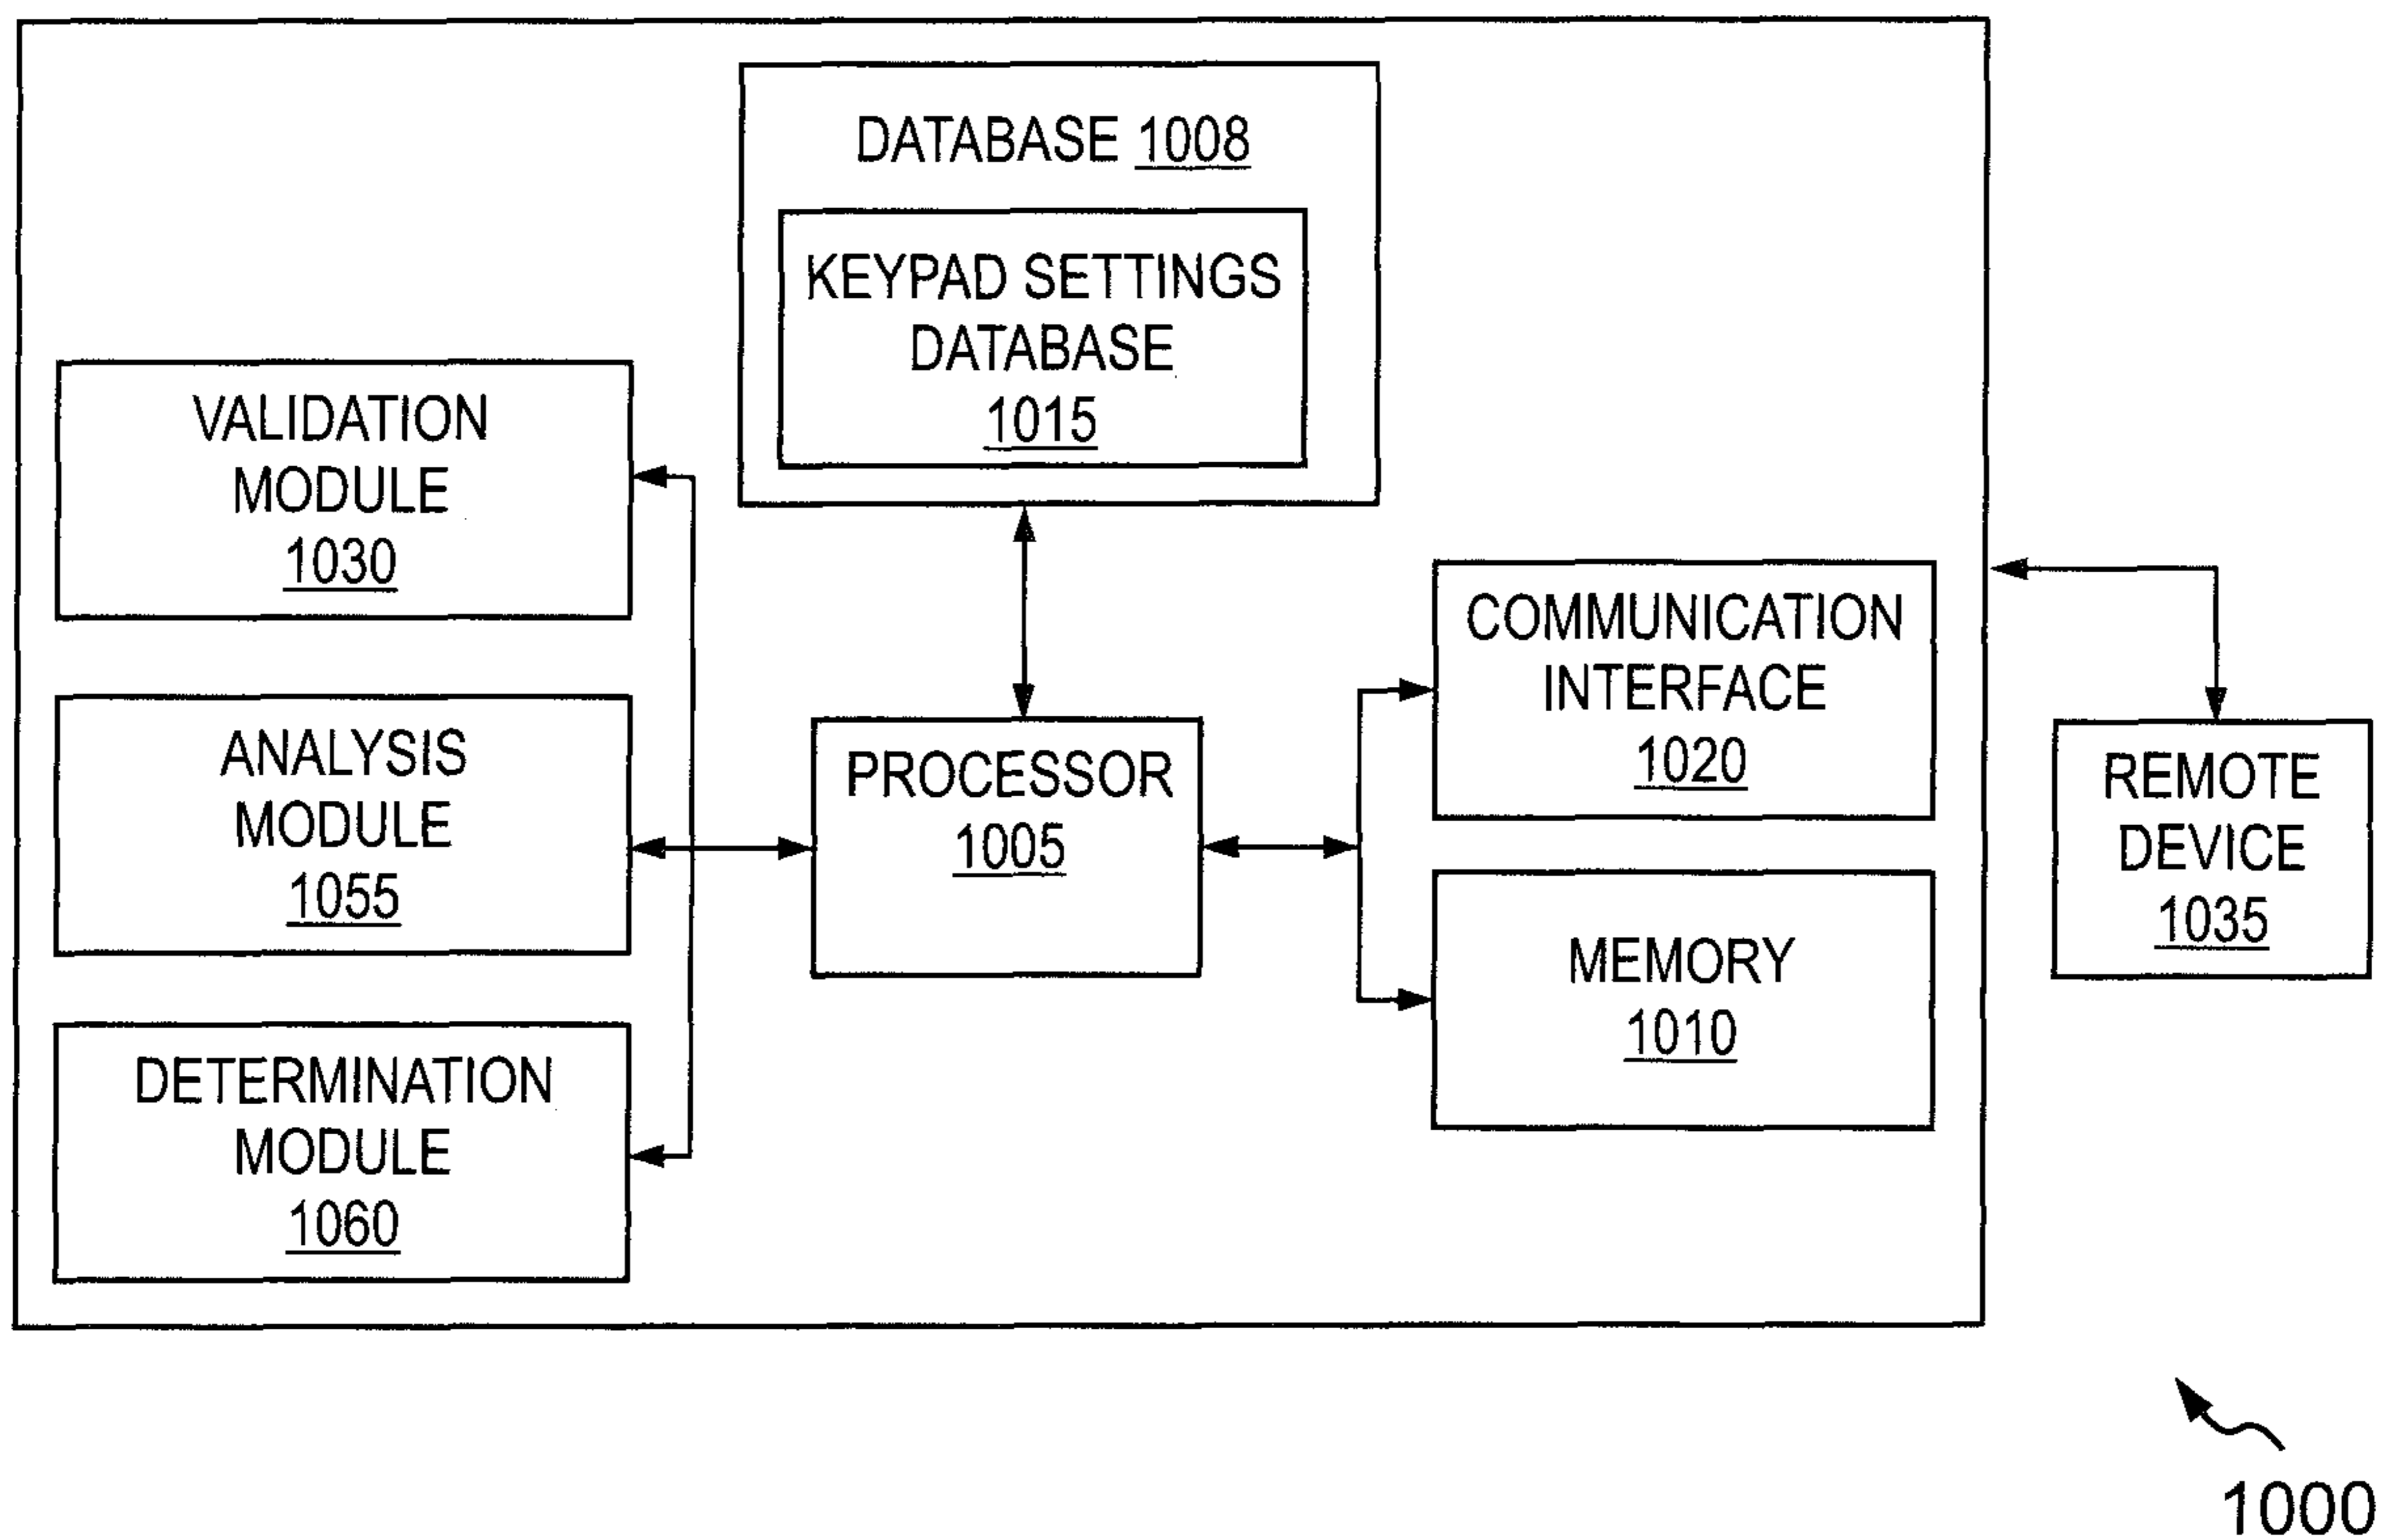 DATABASE 1008
KEYPAD SETTINGS
DATABASE
1015
VALIDATION
MODULE
1030
ANALYSIS
MODULE
1055
DETERMINATION
MODULE
1060
PROCESSOR
1005
COMMUNICATION
INTERFACE
1020
MEMORY
1010
REMOTE
DEVICE
1035
1000